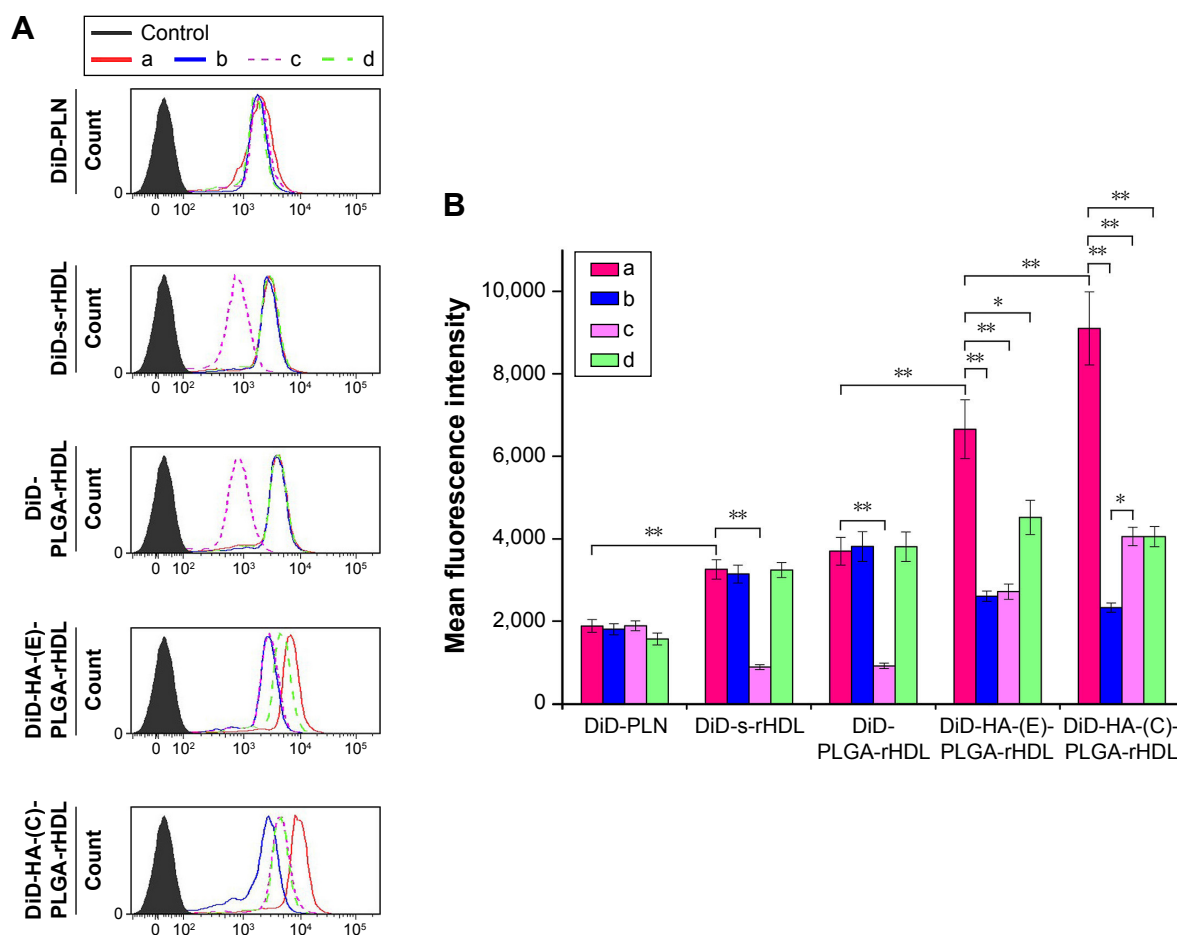 A
Control
a b c d
DiD-PLN
Count
0
0 10² 10³ 10⁴ 10⁵
DiD-s-rHDL
Count
0
0 10² 10³ 10⁴ 10⁵
DiD-
PLGA-rHDL
Count
0
0 10² 10³ 10⁴ 10⁵
DiD-HA-(E)-
PLGA-rHDL
Count
0
0 10² 10³ 10⁴ 10⁵
DiD-HA-(C)-
PLGA-rHDL
Count
0
0 10² 10³ 10⁴ 10⁵
B
Mean fluorescence intensity
10,000
8,000
6,000
4,000
2,000
0
a
b
c
d
**
**
**
**
**
**
*
**
**
**
**
*
DiD-PLN
DiD-s-rHDL
DiD-
PLGA-rHDL
DiD-HA-(E)-
PLGA-rHDL
DiD-HA-(C)-
PLGA-rHDL